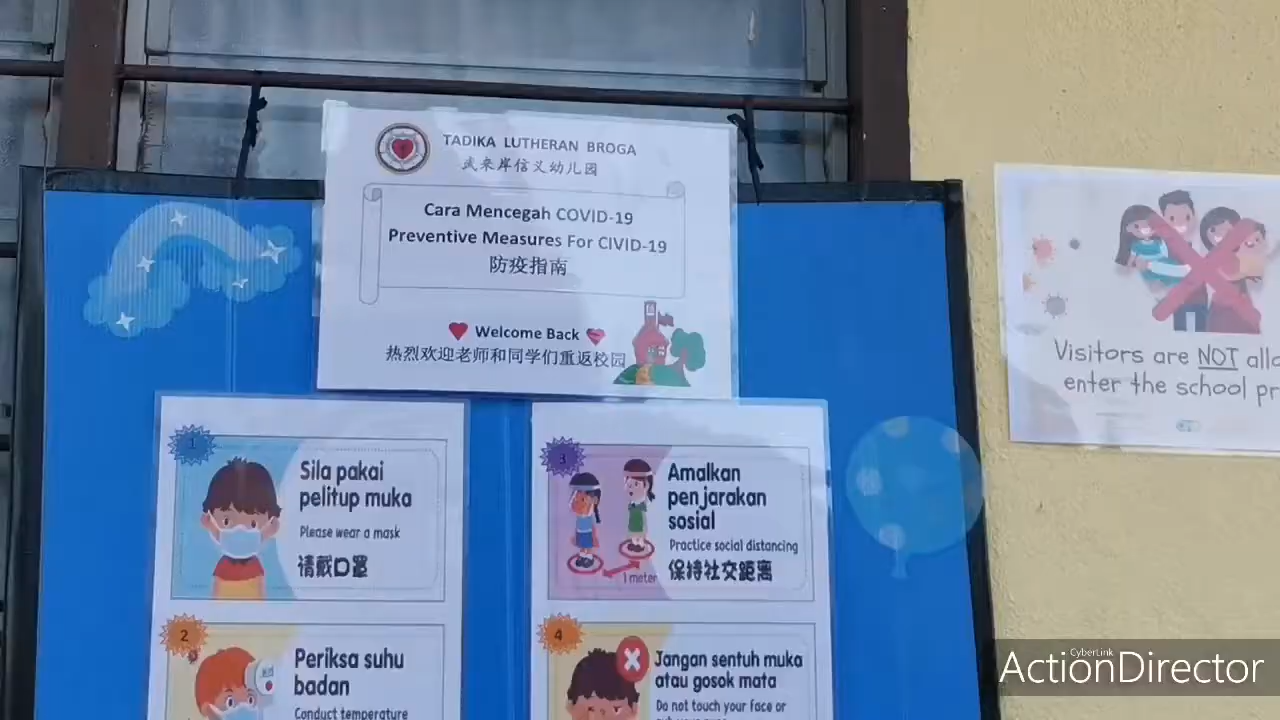 TADIKA LUTHERAN BROGA
武来岸信义幼儿园
Cara Mencegah COVID-19
Preventive Measures For CIVID-19
防疫指南
Welcome Back
热烈欢迎老师和同学们重返校园
1
Sila pakai
pelitup muka
Please wear a mask
请戴口罩
2
Periksa suhu
badan
Conduct temperature
3
Amalkan
penjarakan
sosial
Practice social distancing
1 meter
保持社交距离
4
Jangan sentuh muka
atau gosok mata
Do not touch your face or
Visitors are NOT
enter the school
CyberLink
ActionDirector